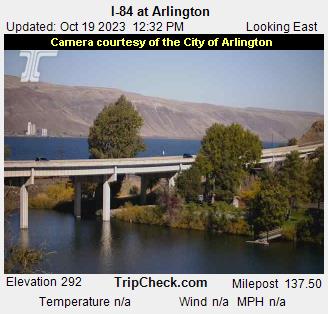 I-84 at Arlington
Updated: Oct 19 2023 12:32 PM Looking East
Camera courtesy of the City of Arlington
Elevation 292 TripCheck.com Milepost 137.50
Temperature n/a Wind n/a MPH n/a